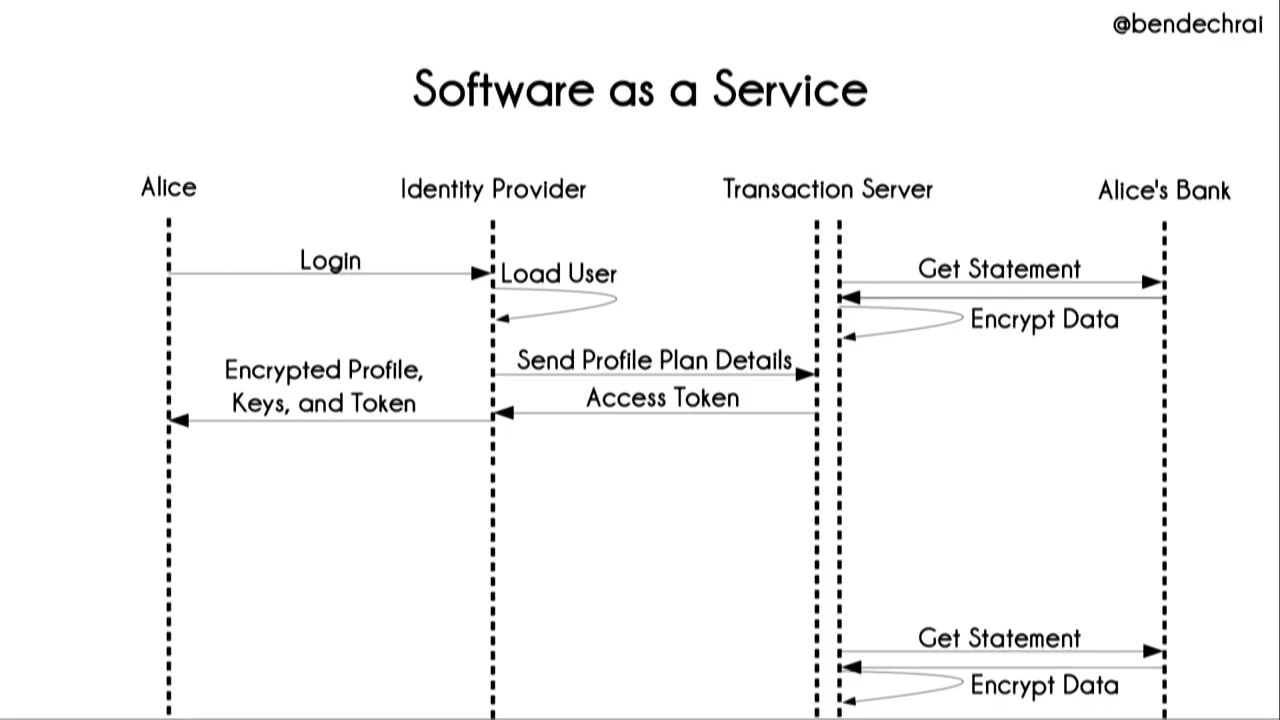 @bendechrai
Software as a Service
Alice
Identity Provider
Transaction Server
Alice's Bank
Login
Load User
Get Statement
Encrypt Data
Send Profile Plan Details
Encrypted Profile,
Keys, and Token
Access Token
Get Statement
Encrypt Data